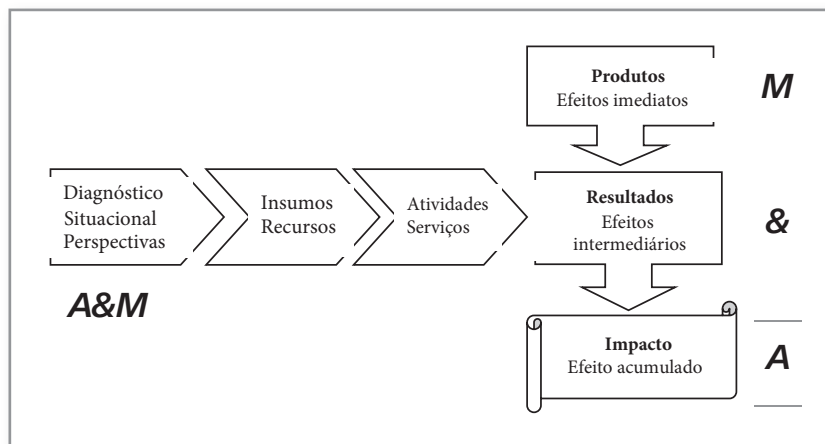 Produtos
Efeitos imediatos
M
Diagnóstico
Situacional
Perspectivas
Insumos
Recursos
Atividades
Serviços
Resultados
Efeitos
intermediários
&
A&M
Impacto
Efeito acumulado
A